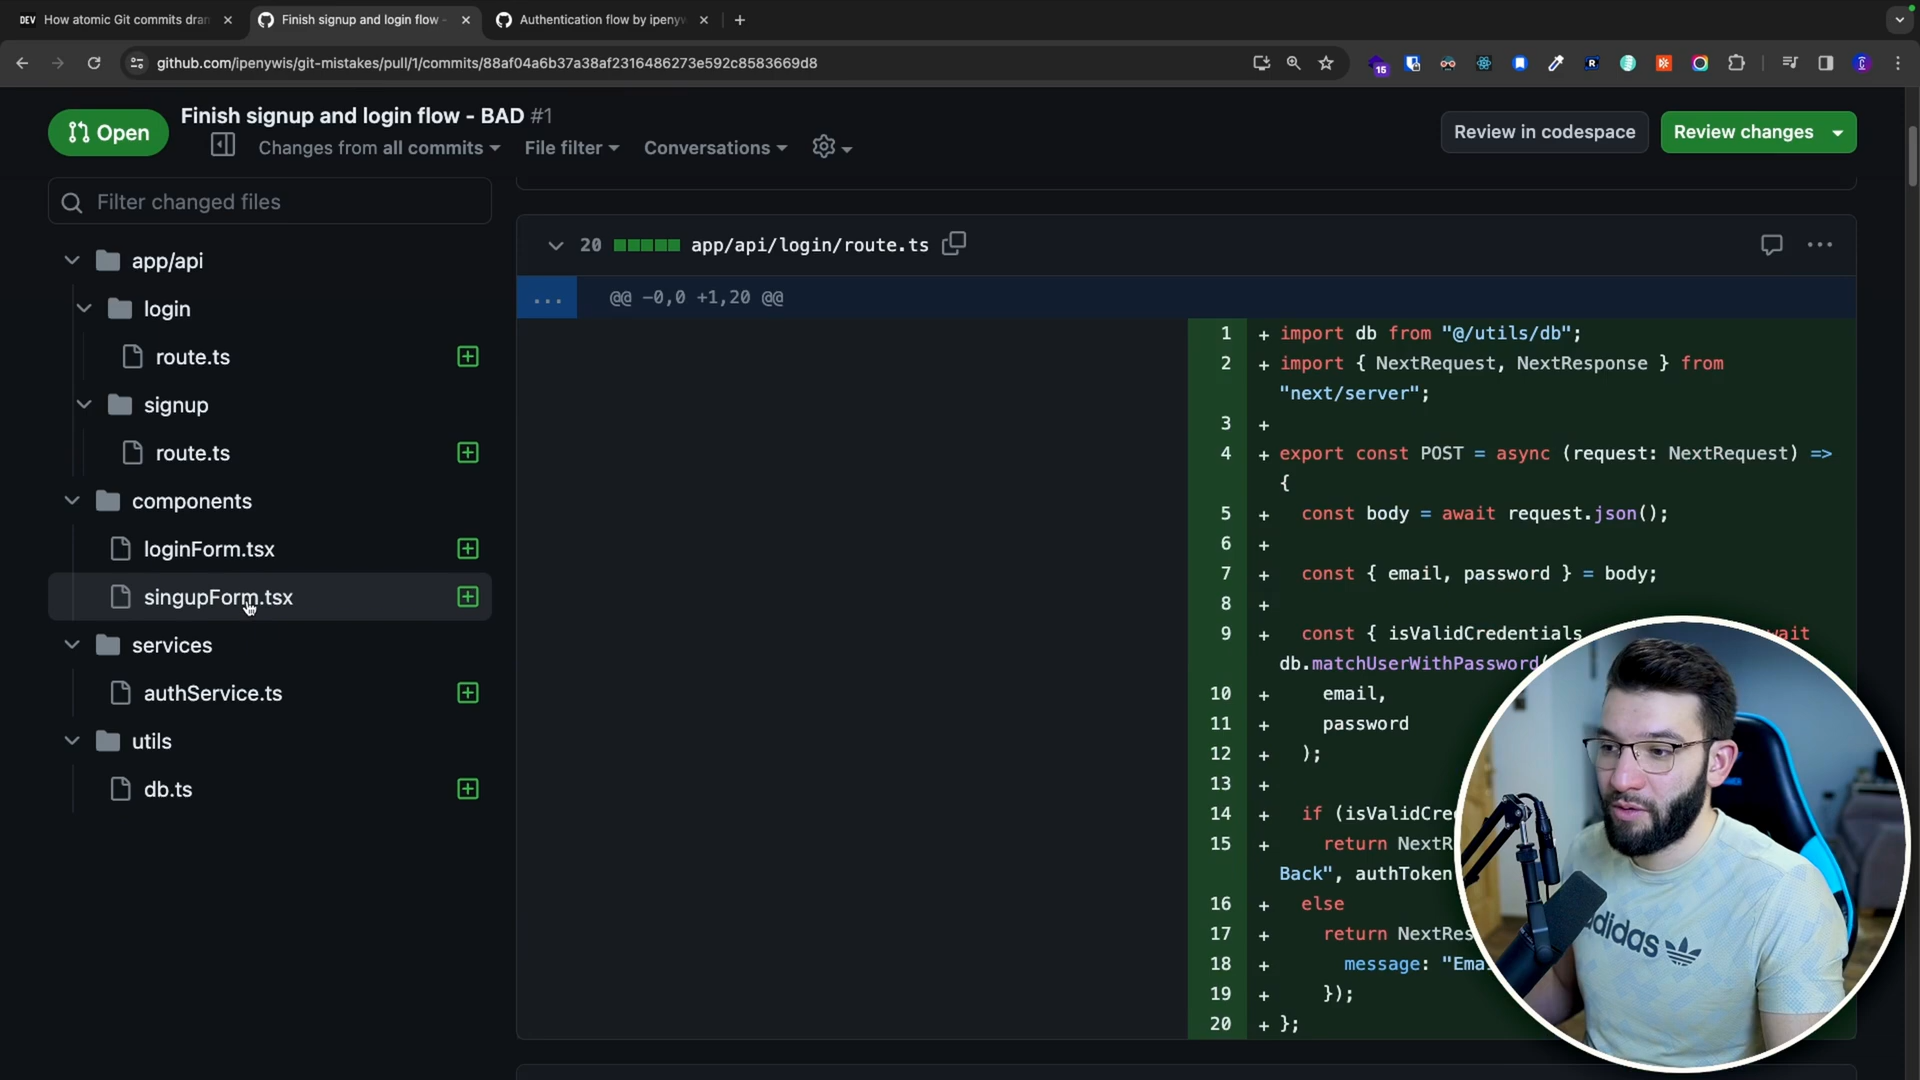 DEV How atomic Git commits dram
Finish signup and login flow -
Authentication flow by ipenywis
github.com/ipenywis/git-mistakes/pull/1/commits/88af04a6b37a38af2316486273e592c8583669d8
15
Open
Finish signup and login flow - BAD #1
Changes from all commits
File filter
Conversations
Review in codespace
Review changes
Filter changed files
app/api
login
route.ts
signup
route.ts
components
loginForm.tsx
singupForm.tsx
services
authService.ts
utils
db.ts
20 app/api/login/route.ts
... @@ -0,0 +1,20 @@
1 + import db from "@/utils/db";
2 + import { NextRequest, NextResponse } from
"next/server";
3 +
4 + export const POST = async (request: NextRequest) =>
{
5 + const body = await request.json();
6 +
7 + const { email, password } = body;
8 +
9 + const { isValidCredentials wait
db.matchUserWithPassword(
10 + email,
11 + password
12 + );
13 +
14 + if (isValidCre
15 + return NextR
Back", authToken
16 + else
17 + return NextRes
18 + message: "Ema
19 + });
20 + };
adidas